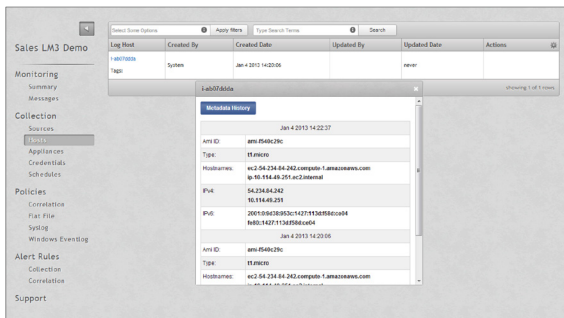 Select Some Options
Apply filters
Type Search Terms
Search
Sales LM3 Demo
Log Host
Created By
Created Date
Updated By
Updated Date
Actions
i-ab07ddda
Tags:
System
Jan 4 2013 14:20:06
never
showing 1 of 1 rows
Monitoring
Summary
Messages
Collection
Sources
Hosts
Appliances
Credentials
Schedules
Policies
Correlation
Flat File
Syslog
Windows Eventlog
Alert Rules
Collection
Correlation
Support
i-ab07ddda
Metadata History
Jan 4 2013 14:22:37
Ami ID: ami-f540c29c
Type: t1.micro
Hostnames: ec2-54-234-84-242.compute-1.amazonaws.com
ip-10-114-49-251.ec2.internal
IPv4: 54.234.84.242
10.114.49.251
IPv6: 2001:0:9d38:953c:1427:113d:f58d:ce04
fe80::1427:113d:f58d:ce04
Jan 4 2013 14:20:06
Ami ID: ami-f540c29c
Type: t1.micro
Hostnames: ec2-54-234-84-242.compute-1.amazonaws.com